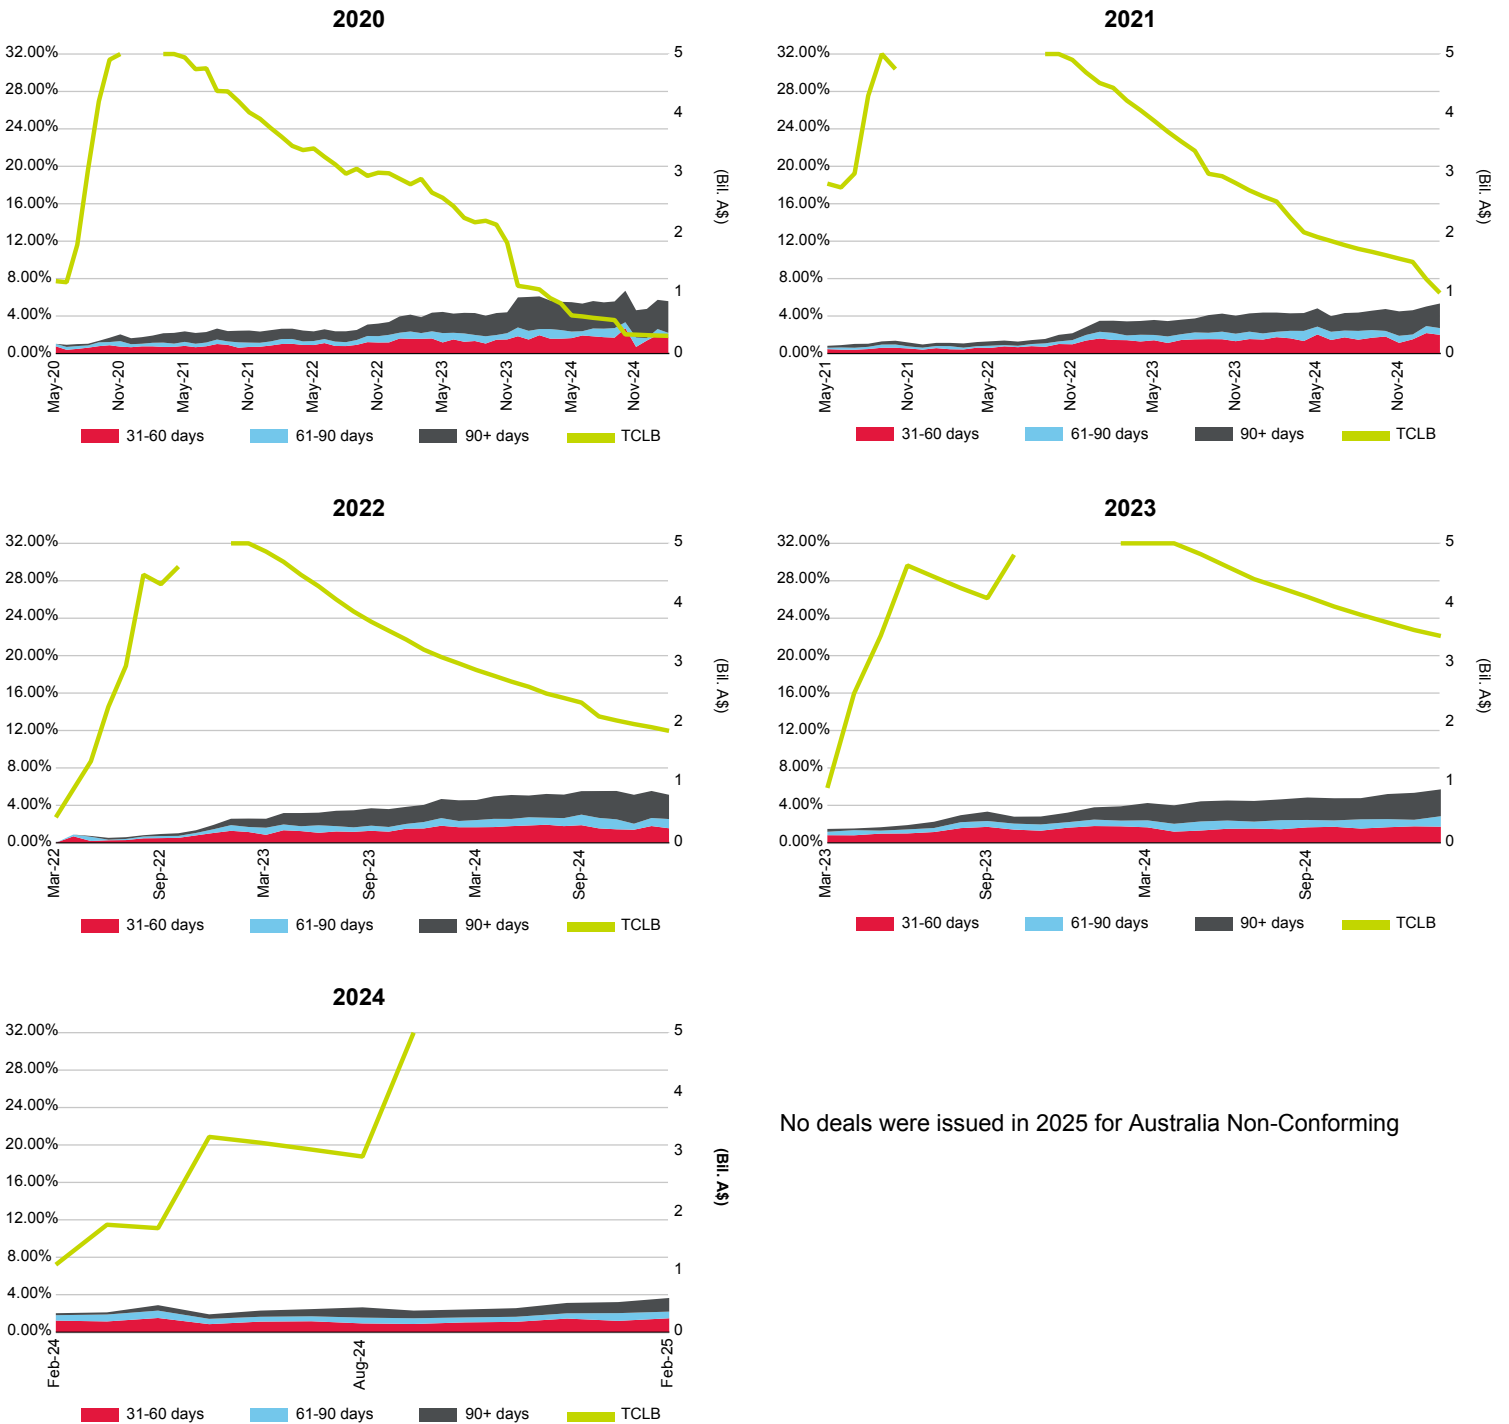 2020
32.00%
28.00%
24.00%
20.00%
16.00%
12.00%
8.00%
4.00%
0.00%
5
4
3
2
1
0
(Bil. A$)
May-20
Nov-20
May-21
Nov-21
May-22
Nov-22
May-23
Nov-23
May-24
Nov-24
31-60 days
61-90 days
90+ days
TCLB
2021
32.00%
28.00%
24.00%
20.00%
16.00%
12.00%
8.00%
4.00%
0.00%
5
4
3
2
1
0
(Bil. A$)
May-21
Nov-21
May-22
Nov-22
May-23
Nov-23
May-24
Nov-24
31-60 days
61-90 days
90+ days
TCLB
2022
32.00%
28.00%
24.00%
20.00%
16.00%
12.00%
8.00%
4.00%
0.00%
5
4
3
2
1
0
(Bil. A$)
Mar-22
Sep-22
Mar-23
Sep-23
Mar-24
Sep-24
31-60 days
61-90 days
90+ days
TCLB
2023
32.00%
28.00%
24.00%
20.00%
16.00%
12.00%
8.00%
4.00%
0.00%
5
4
3
2
1
0
(Bil. A$)
Mar-23
Sep-23
Mar-24
Sep-24
31-60 days
61-90 days
90+ days
TCLB
2024
32.00%
28.00%
24.00%
20.00%
16.00%
12.00%
8.00%
4.00%
0.00%
5
4
3
2
1
0
(Bil. A$)
Feb-24
Aug-24
Feb-25
31-60 days
61-90 days
90+ days
TCLB
No deals were issued in 2025 for Australia Non-Conforming